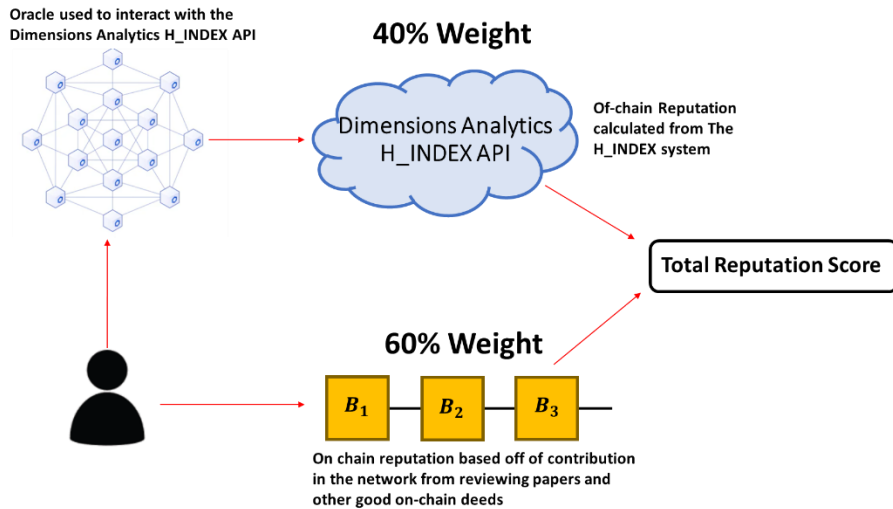 Oracle used to interact with the
Dimensions Analytics H_INDEX API
40% Weight
Dimensions Analytics
H_INDEX API
Of-chain Reputation
calculated from The
H_INDEX system
Total Reputation Score
60% Weight
B1
B2
B3
On chain reputation based off of contribution
in the network from reviewing papers and
other good on-chain deeds